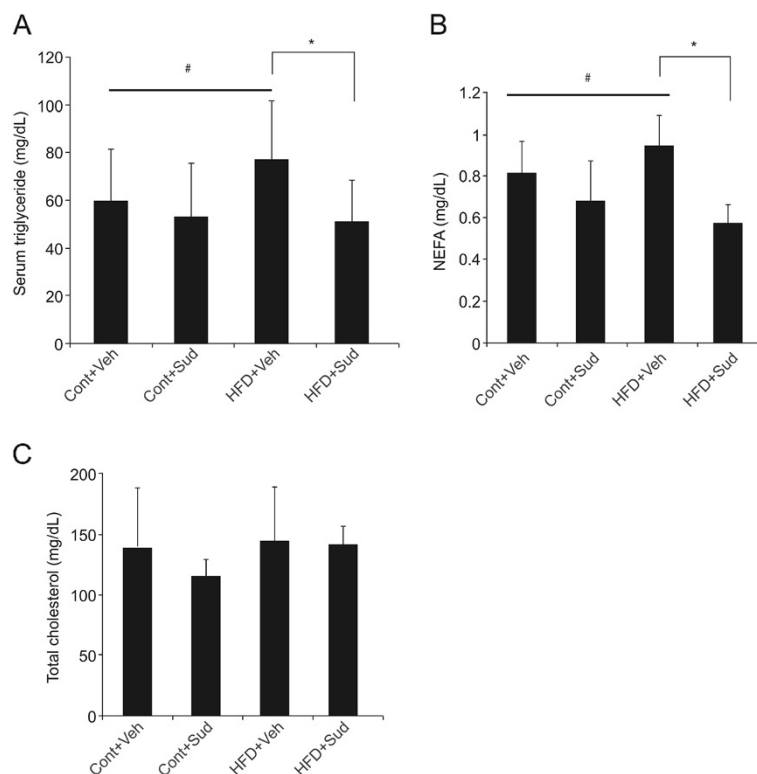 A
Serum triglyceride (mg/dL)
120
100
80
60
40
20
0
#
*
Cont+Veh
Cont+Sud
HFD+Veh
HFD+Sud
B
NEFA (mg/dL)
1.2
1
0.8
0.6
0.4
0.2
0
#
*
Cont+Veh
Cont+Sud
HFD+Veh
HFD+Sud
C
Total cholesterol (mg/dL)
200
150
100
50
0
Cont+Veh
Cont+Sud
HFD+Veh
HFD+Sud